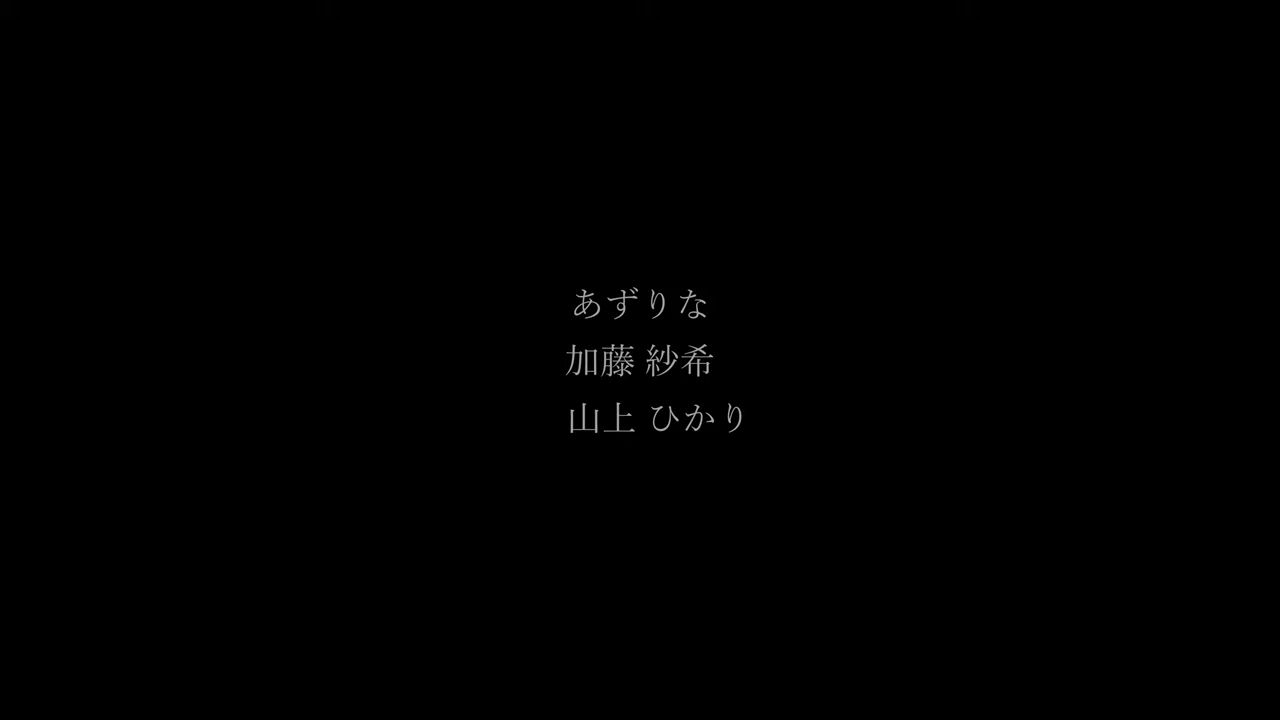 あずりな
加藤 紗希
山上 ひかり